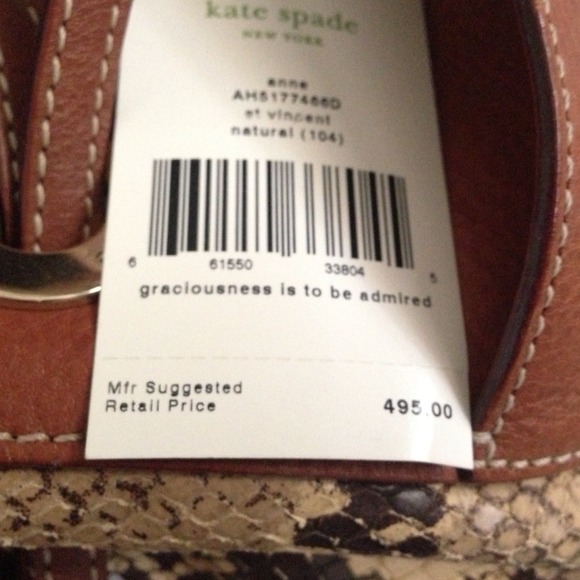 kate spade
NEW YORK
anne
AH5177466D
st vincent
natural (104)
6 61550 33804 5
graciousness is to be admired
Mfr Suggested
Retail Price 495.00